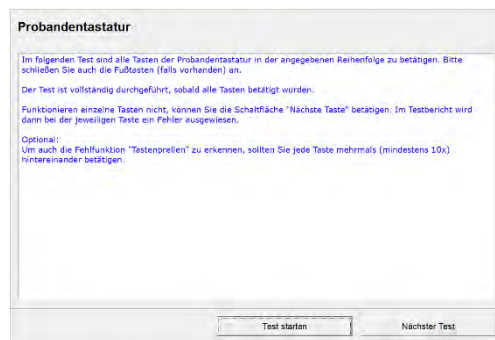 Probandentastatur
Im folgenden Test sind alle Tasten der Probandentastatur in der angegebenen Reihenfolge zu betätigen. Bitte
schließen Sie auch die Fußtasten (falls vorhanden) an.
Der Test ist vollständig durchgeführt, sobald alle Tasten betätigt wurden.
Funktionieren einzelne Tasten nicht, können Sie die Schaltfläche "Nächste Taste" betätigen. Im Testbericht wird
dann bei der jeweiligen Taste ein Fehler ausgewiesen.
Optional:
Um auch die Fehlfunktion "Tastenprellen" zu erkennen, sollten Sie jede Taste mehrmals (mindestens 10x)
hintereinander betätigen.
Test starten
Nächster Test